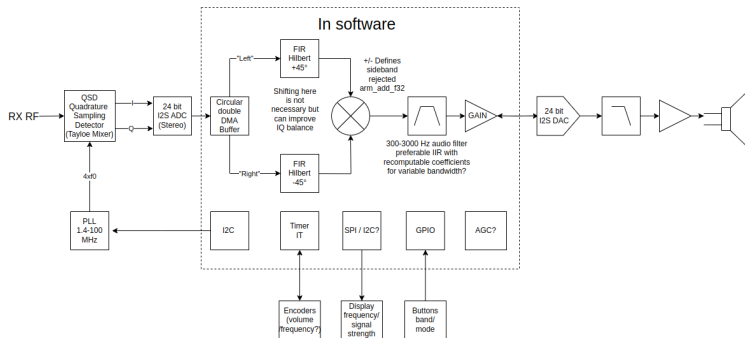 In software
RX RF
QSD
Quadrature
Sampling
Detector
(Tayloe Mixer)
I
Q
24 bit
I2S ADC
(Stereo)
Circular
double
DMA
Buffer
"Left"
FIR
Hilbert
+45°
Shifting here
is not
necessary but
can improve
IQ balance
"Right"
FIR
Hilbert
-45°
+/- Defines
sideband
rejected
arm_add_f32
300-3000 Hz audio filter
preferable IIR with
recomputable coefficients
for variable bandwidth?
GAIN
24 bit
I2S DAC
4xf0
PLL
1.4-100
MHz
I2C
Timer
IT
SPI / I2C?
GPIO
AGC?
Encoders
(volume
/frequency?)
Display
frequency/
signal
strength
Buttons
band/
mode